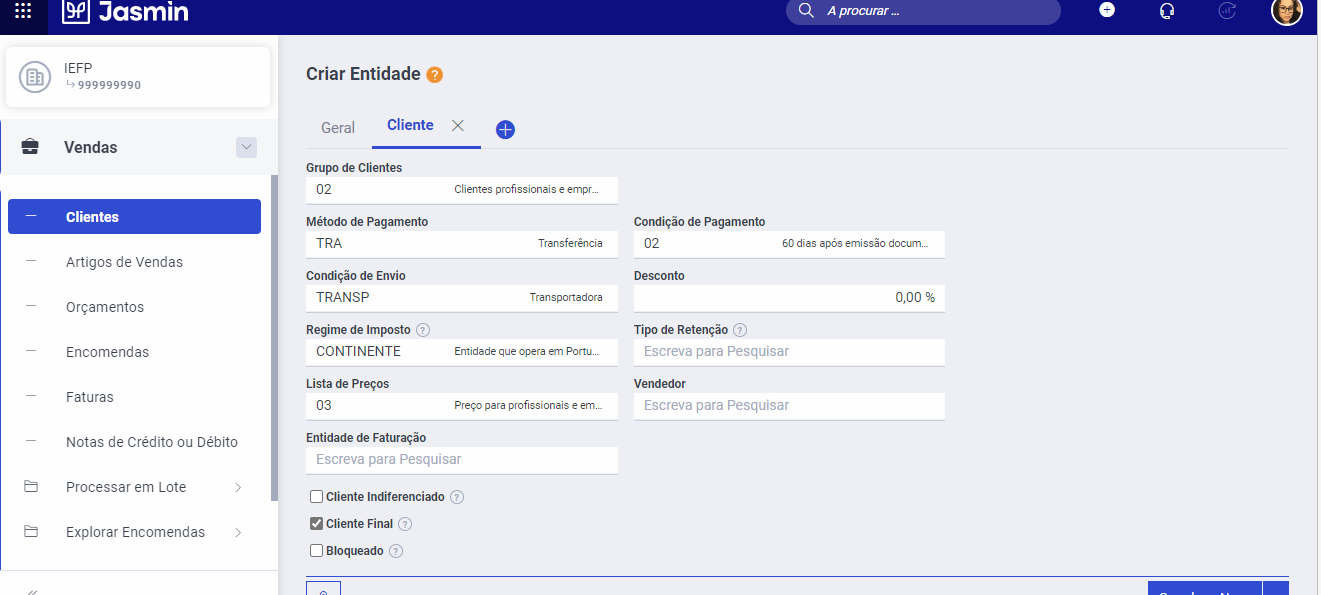 Jasmin
A procurar ...
IEFP
999999990
Vendas
Clientes
Artigos de Vendas
Orçamentos
Encomendas
Faturas
Notas de Crédito ou Débito
Processar em Lote
Explorar Encomendas
Criar Entidade ?
Geral Cliente
Grupo de Clientes
02 Clientes profissionais e empr...
Método de Pagamento Condição de Pagamento
TRA Transferência 02 60 dias após emissão docum...
Condição de Envio Desconto
TRANSP Transportadora 0,00 %
Regime de Imposto ? Tipo de Retenção ?
CONTINENTE Entidade que opera em Portu... Escreva para Pesquisar
Lista de Preços Vendedor
03 Preço para profissionais e em... Escreva para Pesquisar
Entidade de Faturação
Escreva para Pesquisar
Cliente Indiferenciado ?
Cliente Final ?
Bloqueado ?